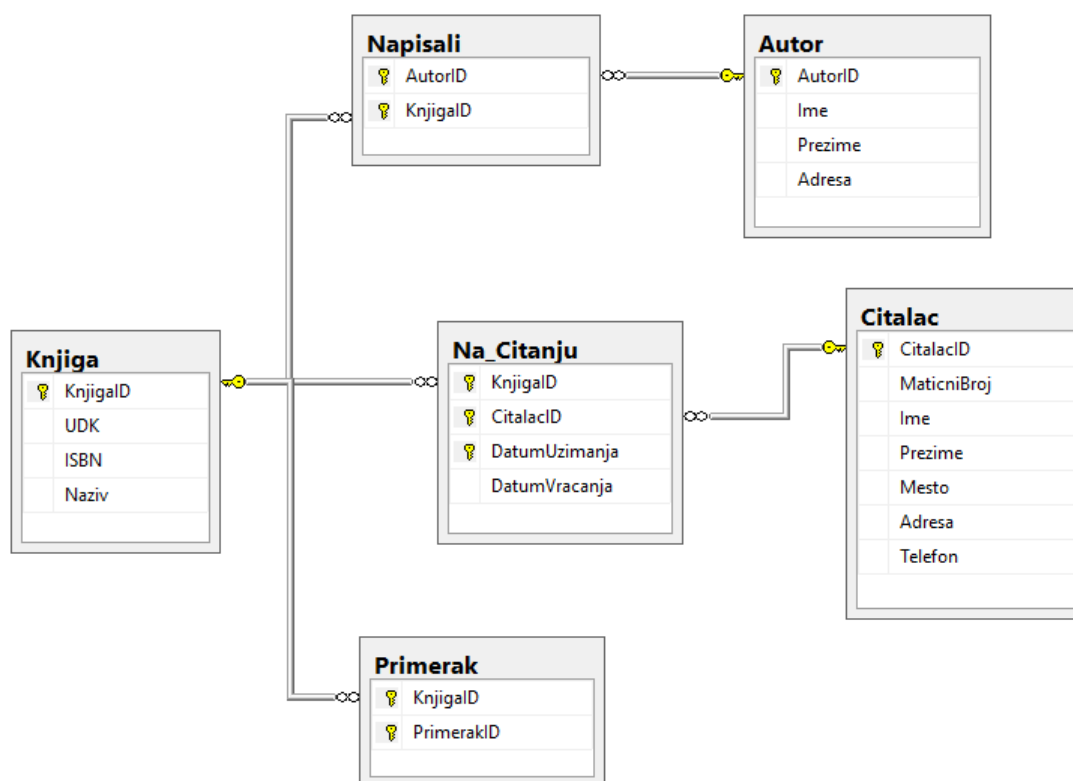 Napisali
AutorID
KnjigaID
Autor
AutorID
Ime
Prezime
Adresa
Knjiga
KnjigaID
UDK
ISBN
Naziv
Na_Citanju
KnjigaID
CitalacID
DatumUzimanja
DatumVracanja
Citalac
CitalacID
MaticniBroj
Ime
Prezime
Mesto
Adresa
Telefon
Primerak
KnjigaID
PrimerakID